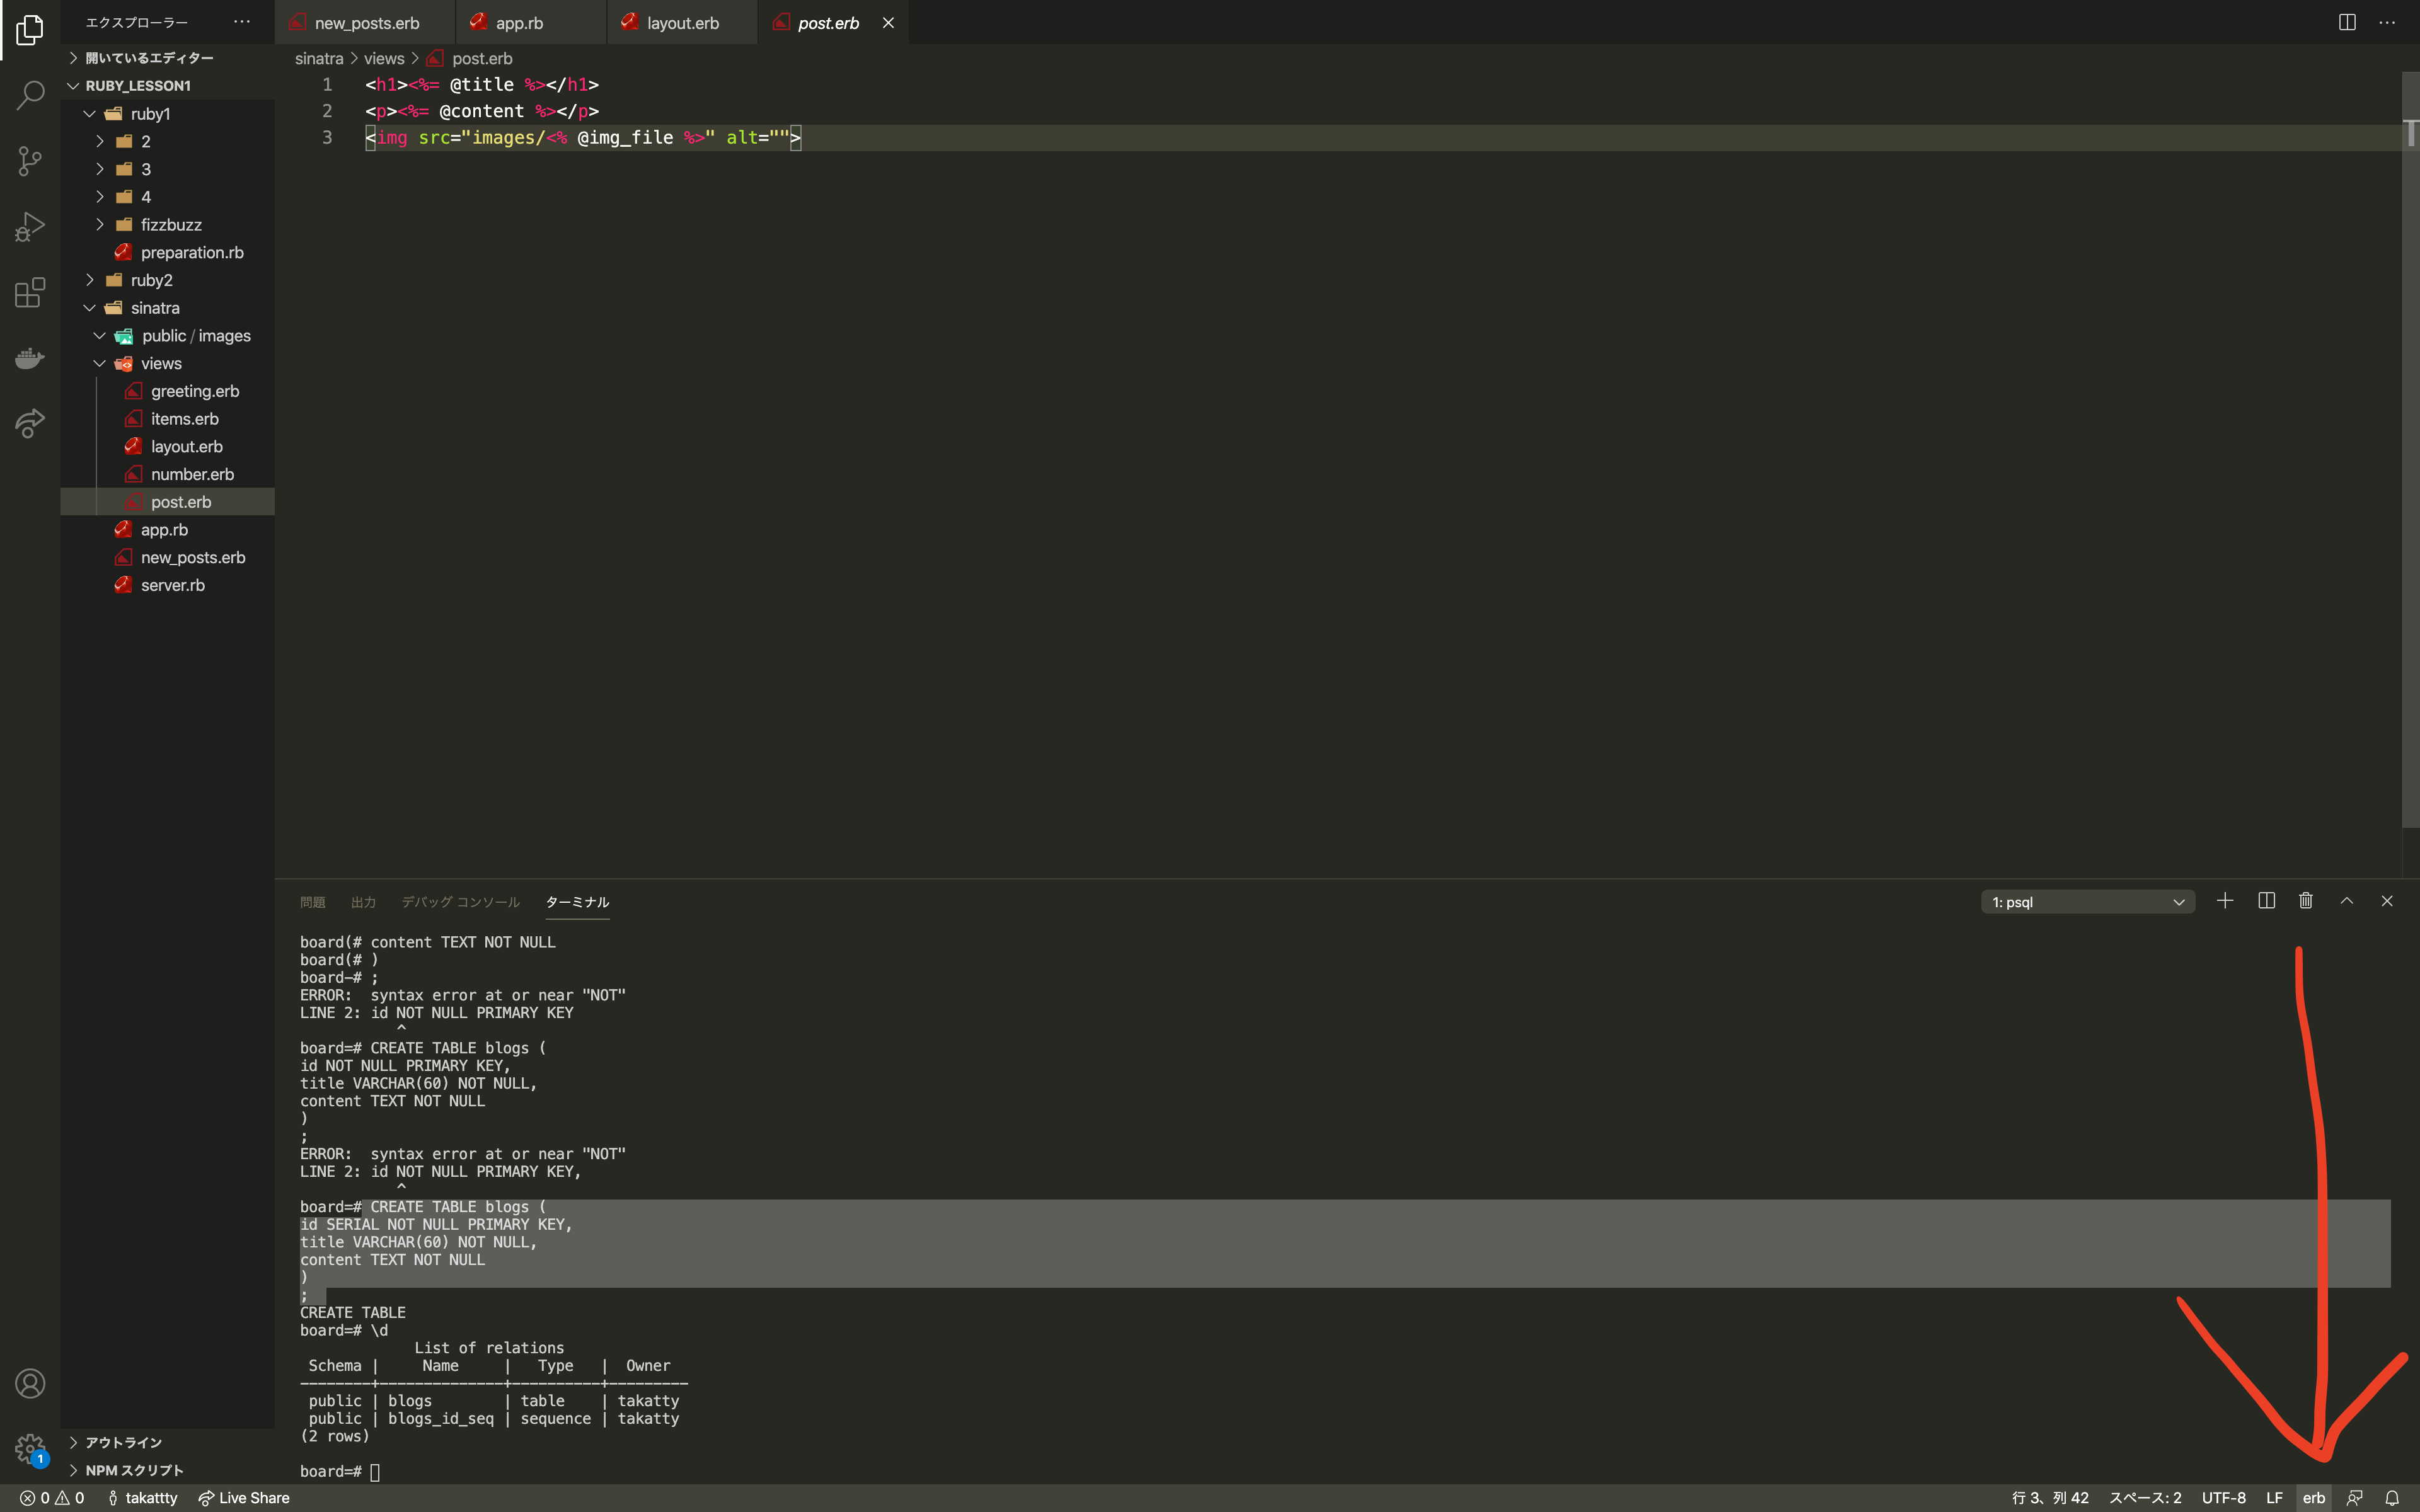 エクスプローラー ···
new_posts.erb
app.rb
layout.erb
post.erb
開いているエディター
RUBY_LESSON1
ruby1
2
3
4
fizzbuzz
preparation.rb
ruby2
sinatra
public / images
views
greeting.erb
items.erb
layout.erb
number.erb
post.erb
app.rb
new_posts.erb
server.rb
アウトライン
NPM スクリプト
sinatra > views > post.erb
1 <h1><%= @title %></h1>
2 <p><%= @content %></p>
3 <img src="images/<% @img_file %>" alt="">
問題 出力 デバッグ コンソール ターミナル
1: psql
board(# content TEXT NOT NULL
board(# )
board-# ;
ERROR:  syntax error at or near "NOT"
LINE 2: id NOT NULL PRIMARY KEY
^
board=# CREATE TABLE blogs (
id NOT NULL PRIMARY KEY,
title VARCHAR(60) NOT NULL,
content TEXT NOT NULL
)
;
ERROR:  syntax error at or near "NOT"
LINE 2: id NOT NULL PRIMARY KEY,
^
board=# CREATE TABLE blogs (
id SERIAL NOT NULL PRIMARY KEY,
title VARCHAR(60) NOT NULL,
content TEXT NOT NULL
)
;
CREATE TABLE
board=# \d
List of relations
Schema | Name | Type | Owner
--------+--------------+----------+---------
public | blogs | table | takatty
public | blogs_id_seq | sequence | takatty
(2 rows)
board=#
1
0 0 takattty Live Share
行 3、列 42 スペース: 2 UTF-8 LF erb